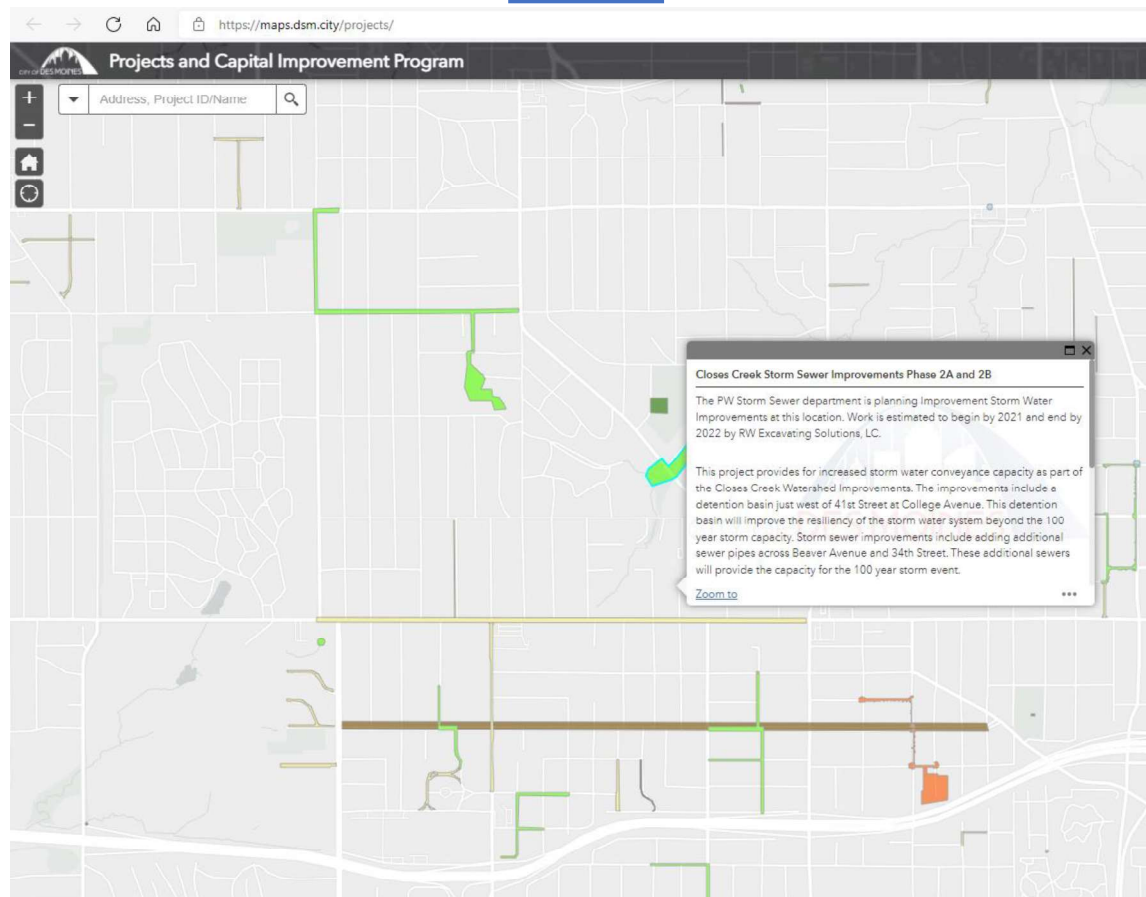 https://maps.dsm.city/projects/
CITY OF DES MOINES
Projects and Capital Improvement Program
+
Address, Project ID/Name
−
Closes Creek Storm Sewer Improvements Phase 2A and 2B
The PW Storm Sewer department is planning Improvement Storm Water
Improvements at this location. Work is estimated to begin by 2021 and end by
2022 by RW Excavating Solutions, LC.
This project provides for increased storm water conveyance capacity as part of
the Closes Creek Watershed Improvements. The improvements include a
detention basin just west of 41st Street at College Avenue. This detention
basin will improve the resiliency of the storm water system beyond the 100
year storm capacity. Storm sewer improvements include adding additional
sewer pipes across Beaver Avenue and 34th Street. These additional sewers
will provide the capacity for the 100 year storm event.
Zoom to